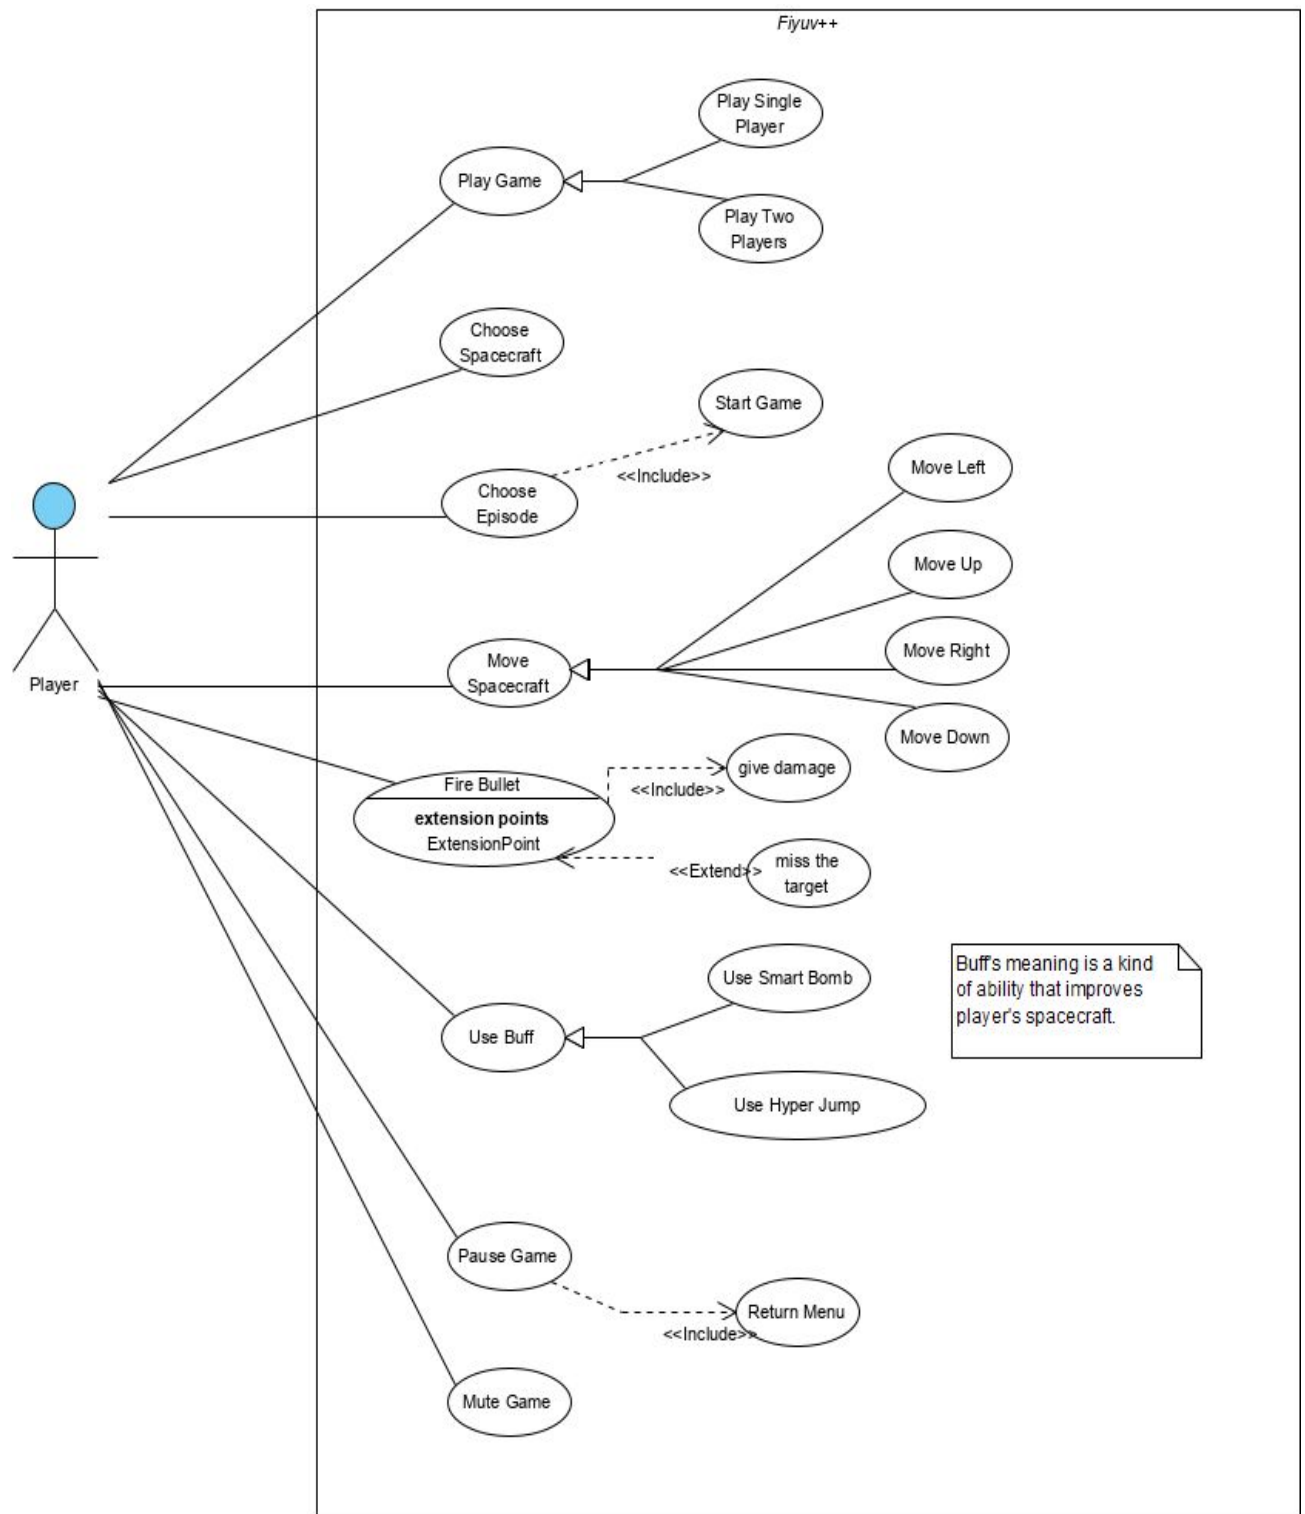 Fiyuv++
Play Single
Player
Play Game
Play Two
Players
Choose
Spacecraft
Start Game
<<Include>>
Choose
Episode
Move Left
Move Up
Move Right
Move Down
Move
Spacecraft
Player
Fire Bullet
extension points
ExtensionPoint
give damage
<<Include>>
<<Extend>>
miss the
target
Use Smart Bomb
Use Buff
Use Hyper Jump
Buff's meaning is a kind
of ability that improves
player's spacecraft.
Pause Game
Return Menu
<<Include>>
Mute Game